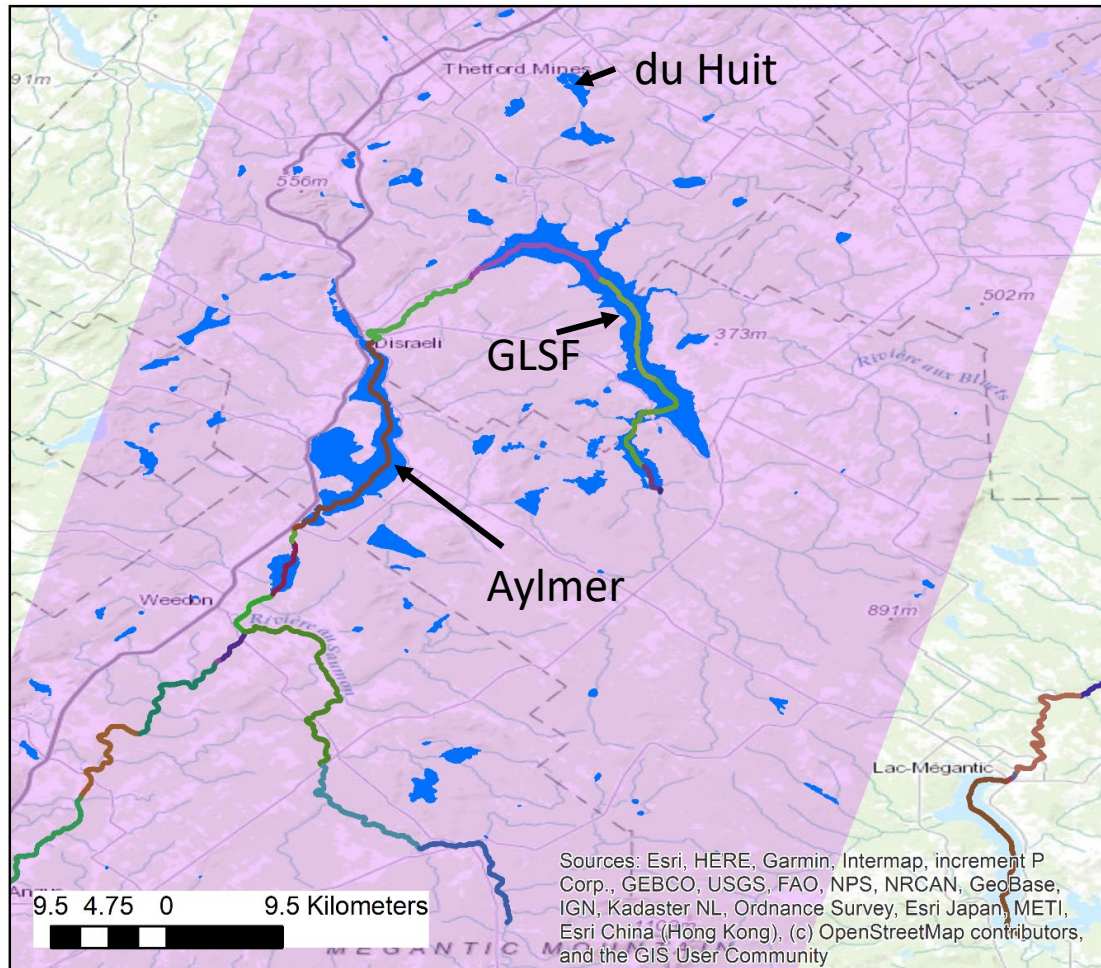 du Huit
Thetford Mines
91m
556m
502m
373m
GLSF
Disraeli
Rivière aux Bluets
Aylmer
Weedon
891m
Rivière au Saumon
Lac-Mégantic
Angus
Sources: Esri, HERE, Garmin, Intermap, increment P
Corp., GEBCO, USGS, FAO, NPS, NRCAN, GeoBase,
IGN, Kadaster NL, Ordnance Survey, Esri Japan, METI,
Esri China (Hong Kong), (c) OpenStreetMap contributors,
and the GIS User Community
9.5 4.75 0 9.5 Kilometers
MEGANTIC MOUNTAIN